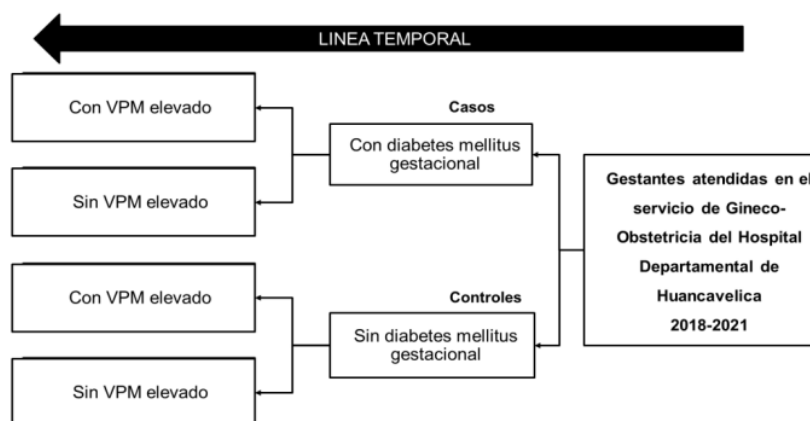 LINEA TEMPORAL
Con VPM elevado
Sin VPM elevado
Casos
Con diabetes mellitus
gestacional
Con VPM elevado
Sin VPM elevado
Controles
Sin diabetes mellitus
gestacional
Gestantes atendidas en el
servicio de Gineco-
Obstetricia del Hospital
Departamental de
Huancavelica
2018-2021